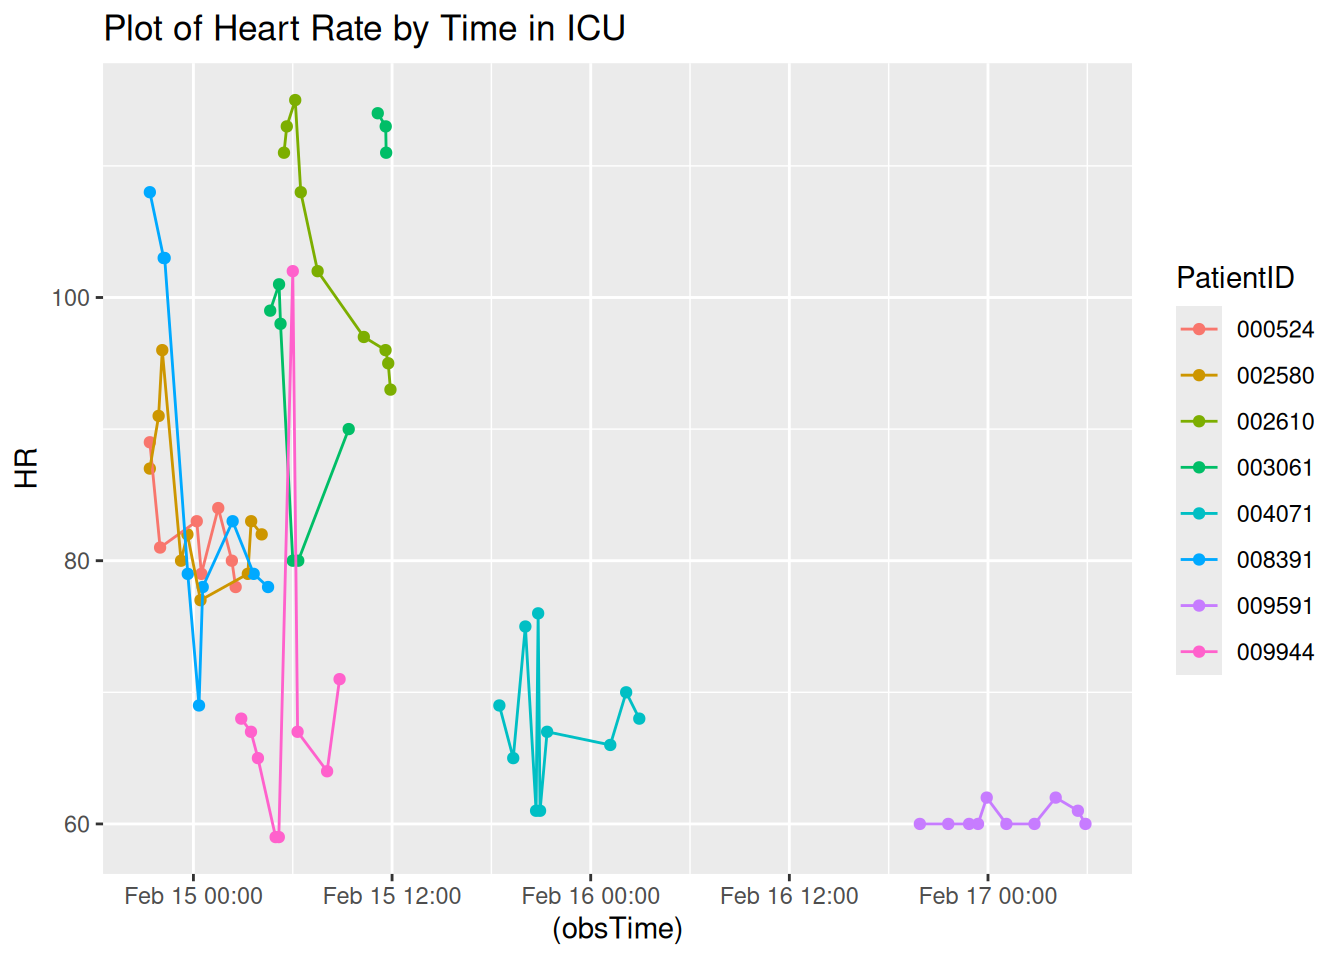 Plot of Heart Rate by Time in ICU
100
80
60
HR
Feb 15 00:00
Feb 15 12:00
Feb 16 00:00
Feb 16 12:00
Feb 17 00:00
(obsTime)
PatientID
000524
002580
002610
003061
004071
008391
009591
009944